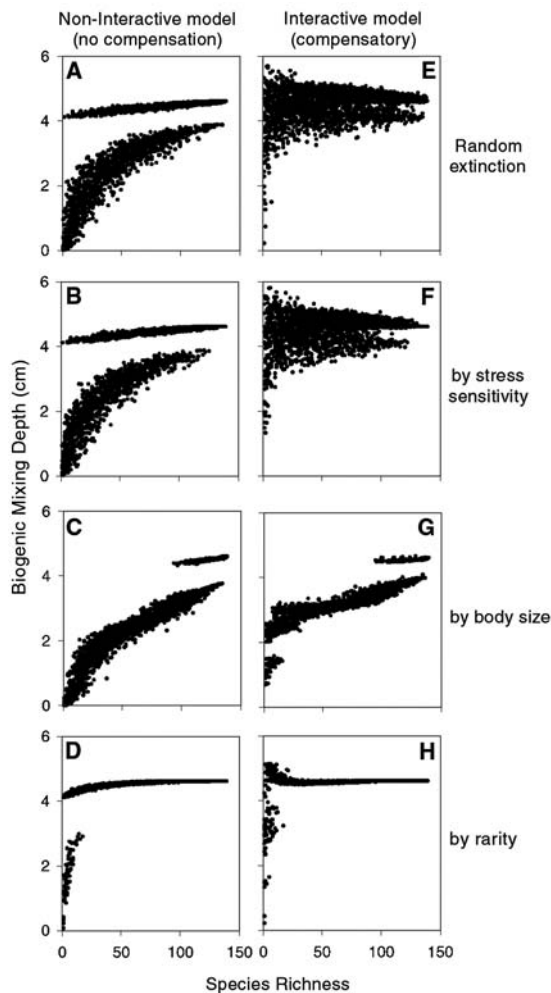 Non-Interactive model
(no compensation)
Interactive model
(compensatory)
6
A
E
4
2
0
Random
extinction
6
B
F
4
2
0
by stress
sensitivity
Biogenic Mixing Depth (cm)
6
C
G
4
2
0
by body size
6
D
H
4
2
0
by rarity
0 50 100 150 0 50 100 150
Species Richness